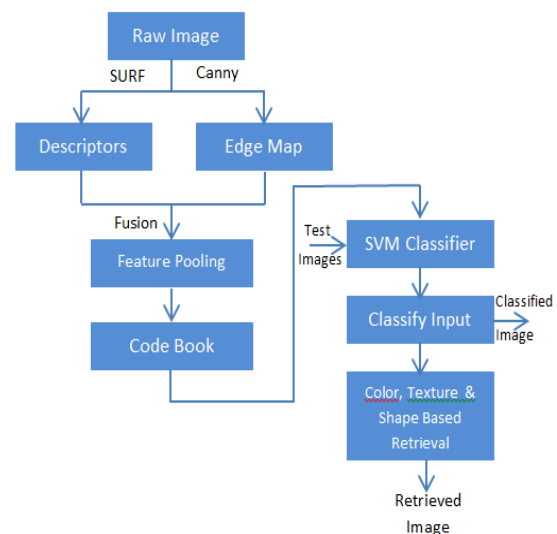 Raw Image
SURF
Canny
Descriptors
Edge Map
Fusion
Feature Pooling
Code Book
Test
Images
SVM Classifier
Classify Input
Classified
Image
Color, Texture &
Shape Based
Retrieval
Retrieved
Image